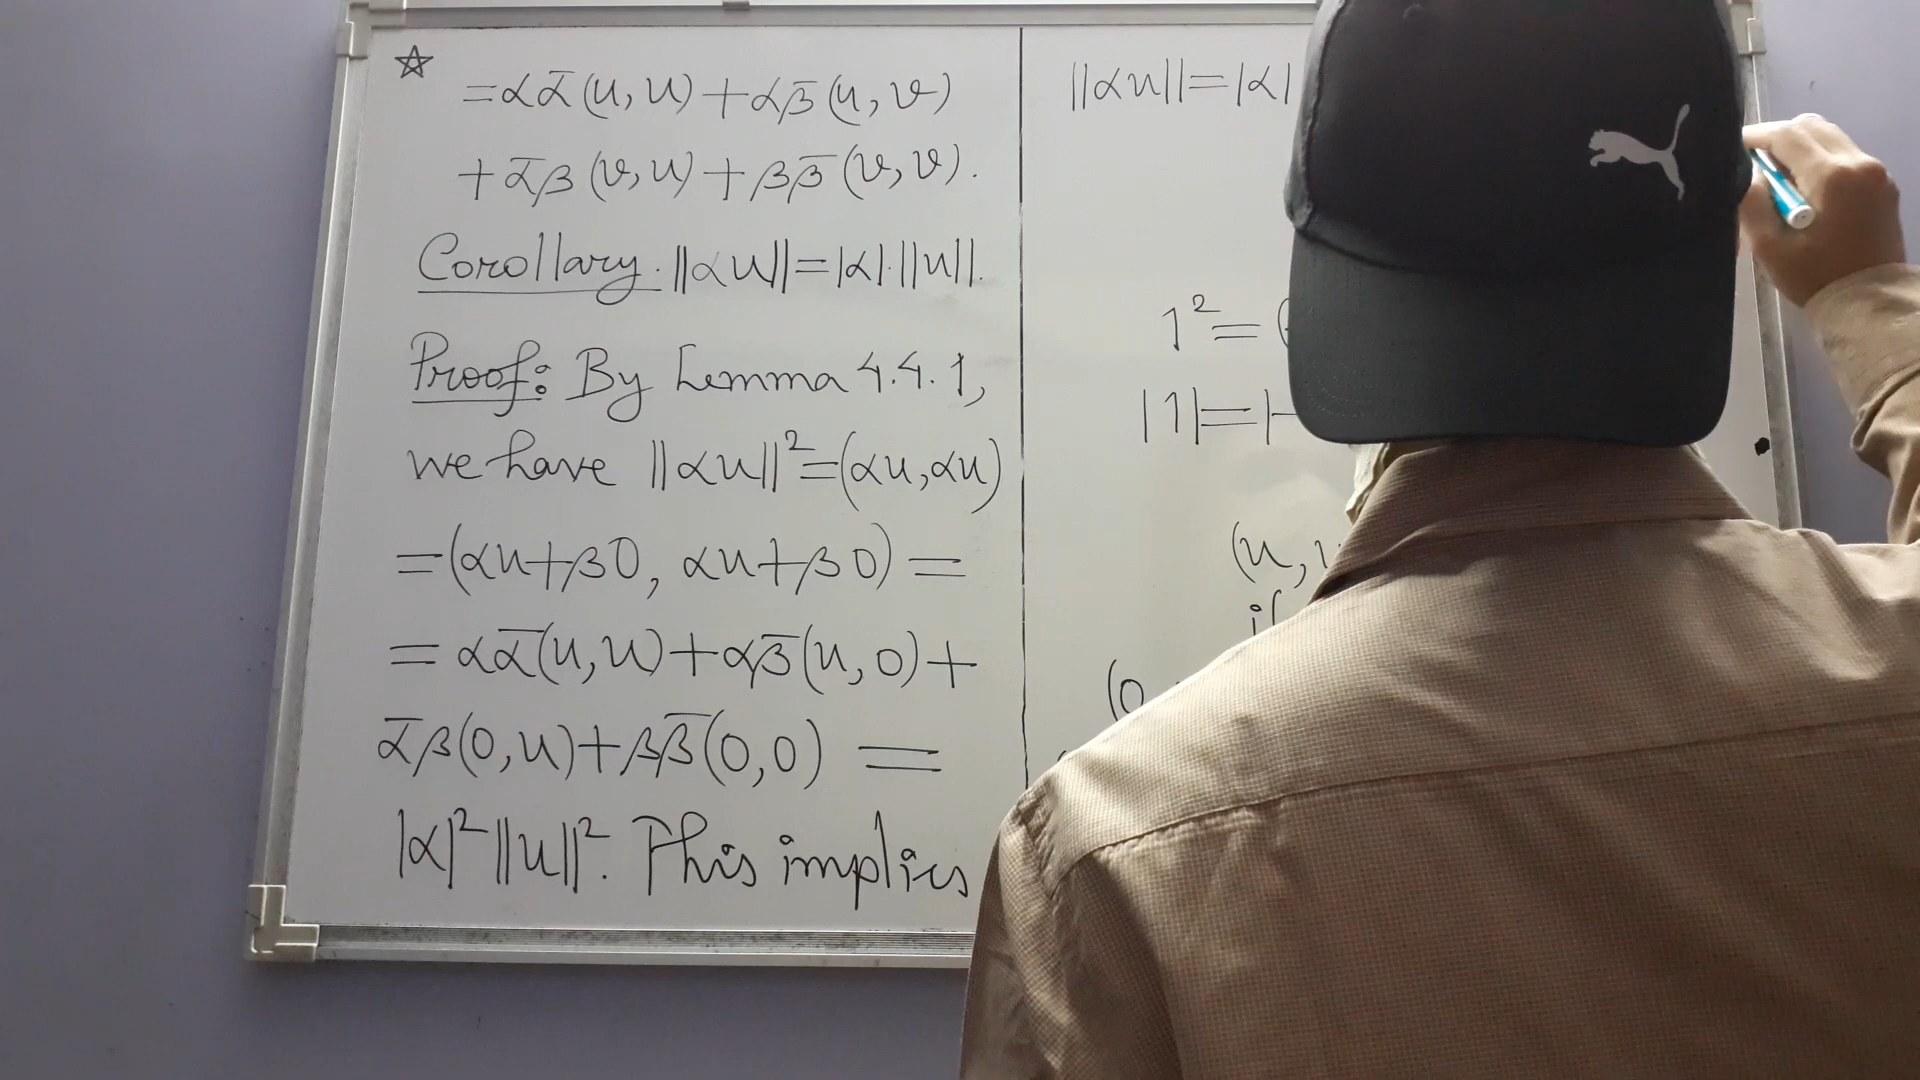 ☆
=αᾱ(u,u)+αβ̄(u,v)
+ᾱβ(v,u)+ββ̄(v,v).
Corollary. ||αu||=|α|·||u||.
Proof: By Lemma 4.4.1,
we have ||αu||²=(αu,αu)
=(αu+β0, αu+β0)=
=αᾱ(u,u)+αβ̄(u,0)+
ᾱβ(0,u)+ββ̄(0,0) =
|α|²||u||². This implies
||αu||=|α|
1²=
|1|=|-
(u,
if
(0